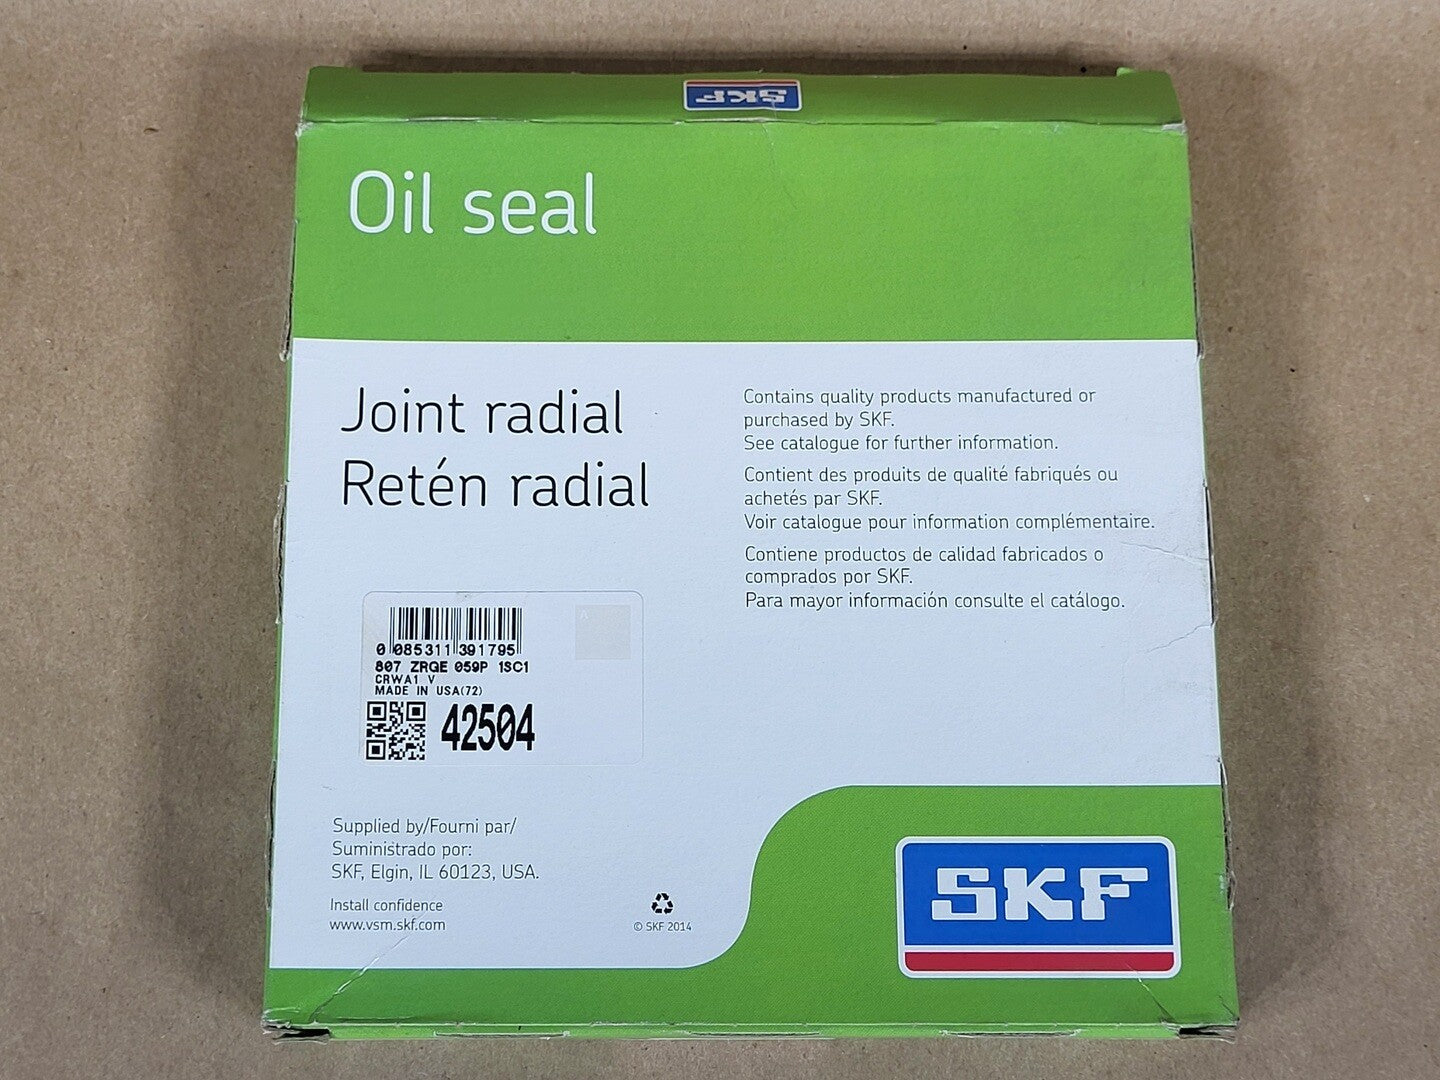 SKF
Oil seal
Joint radial
Retén radial
Contains quality products manufactured or
purchased by SKF.
See catalogue for further information.
Contient des produits de qualité fabriqués ou
achetés par SKF.
Voir catalogue pour information complémentaire.
Contiene productos de calidad fabricados o
comprados por SKF.
Para mayor información consulte el catálogo.
A
0 085311 391795
807 ZRGE 059P 1SC1
CRWA1 V
MADE IN USA(72)
42504
Supplied by/Fourni par/
Suministrado por:
SKF, Elgin, IL 60123, USA.
Install confidence
www.vsm.skf.com
© SKF 2014
SKF